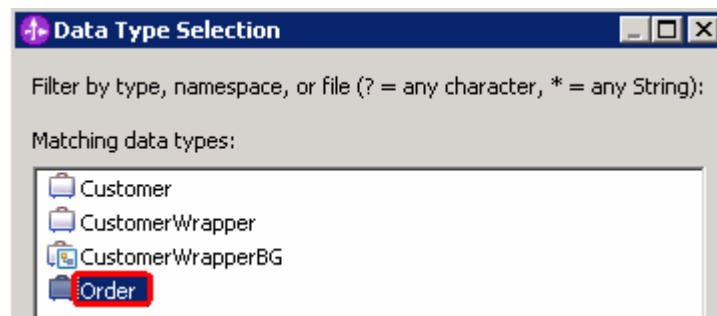 Data Type Selection
Filter by type, namespace, or file (? = any character, * = any String):
Matching data types:
Customer
CustomerWrapper
CustomerWrapperBG
Order